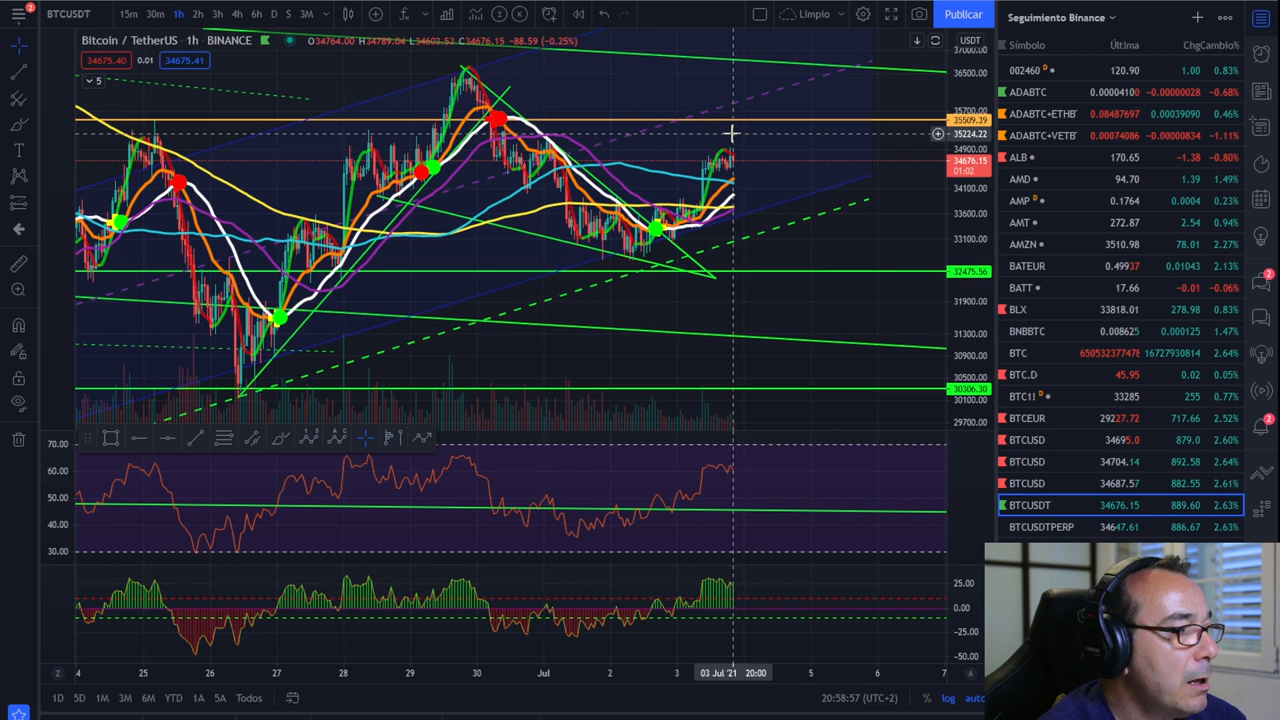 2
BTCUSDT
15m 30m 1h 2h 3h 4h 6h D S 3M
Limplo
Publicar
Bitcoin / TetherUS · 1h · BINANCE O34764.00 H34789.04 L34603.53 C34676.15 −88.59 (−0.25%)
34675.40 0.01 34675.41
5
USDT
37000.00
36500.00
35700.00
35509.39
35224.22
34900.00
34676.15
01:02
34100.00
33600.00
33100.00
32475.56
31900.00
31300.00
30900.00
30500.00
30306.30
30100.00
29700.00
70.00
60.00
50.00
40.00
30.00
25.00
0.00
−25.00
−50.00
Z 24 25 26 27 28 29 30 Jul 2 3 03 Jul '21 20:00 5 6 7 A
1D 5D 1M 3M 6M YTD 1A 5A Todos
20:58:57 (UTC+2) % log auto
Seguimiento Binance
Símbolo Última Chg Cambio%
002460 D 120.90 1.00 0.83%
ADABTC 0.00004100 −0.00000028 −0.68%
ADABTC+ETHB 0.08487697 0.00039090 0.46%
ADABTC+VETB 0.00074086 −0.00000834 −1.11%
ALB 170.65 −1.38 −0.80%
AMD 94.70 1.39 1.49%
AMP D 0.1764 0.0004 0.23%
AMT 272.87 2.54 0.94%
AMZN 3510.98 78.01 2.27%
BATEUR 0.49937 0.01043 2.13%
BATT 17.66 −0.01 −0.06%
BLX 33818.01 278.98 0.83%
BNBBTC 0.008625 0.000125 1.47%
BTC 650532377478 16727930814 2.64%
BTC.D 45.95 0.02 0.05%
BTC1! D 33285 255 0.77%
BTCEUR 29227.72 717.66 2.52%
BTCUSD 34695.0 879.0 2.60%
BTCUSD 34704.14 892.58 2.64%
BTCUSD 34687.57 882.55 2.61%
BTCUSDT 34676.15 889.60 2.63%
BTCUSDTPERP 34647.61 886.67 2.63%
2
2